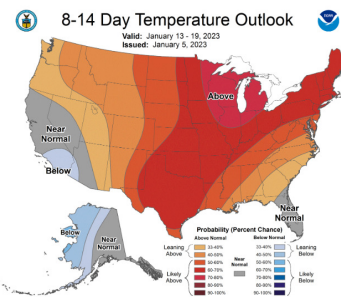 8-14 Day Temperature Outlook
Valid: January 13 - 19, 2023
Issued: January 5, 2023
Above
Near
Normal
Below
Near
Normal
Below
Near
Normal
Probability (Percent Chance)
Above Normal
Below Normal
Leaning
Above
Likely
Above
33-40%
40-50%
50-60%
60-70%
70-80%
80-90%
90-100%
Near
Normal
33-40%
40-50%
50-60%
60-70%
70-80%
80-90%
90-100%
Leaning
Below
Likely
Below